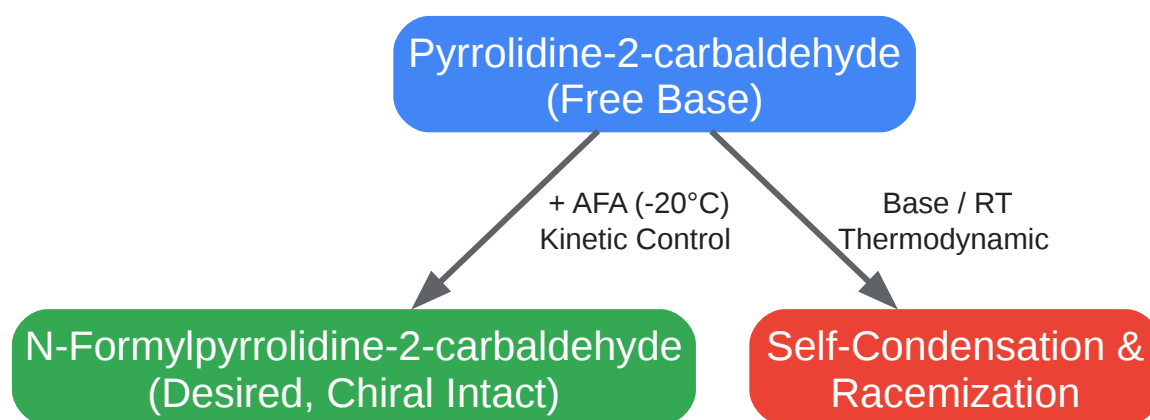 Pyrrolidine-2-carbaldehyde
(Free Base)
+ AFA (-20°C)
Kinetic Control
Base / RT
Thermodynamic
N-Formylpyrrolidine-2-carbaldehyde
(Desired, Chiral Intact)
Self-Condensation &
Racemization